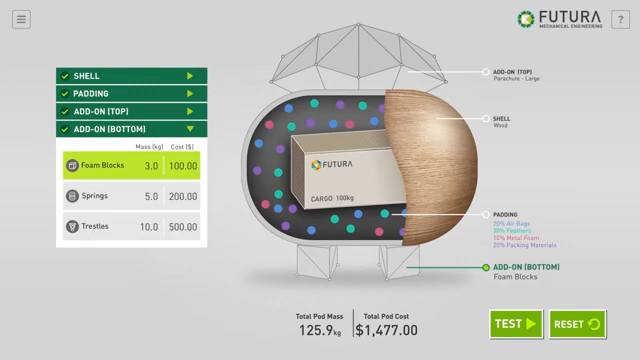 FUTURA
MECHANICAL ENGINEERING
?
SHELL
PADDING
ADD-ON (TOP)
ADD-ON (BOTTOM)
Mass (kg) Cost ($)
Foam Blocks 3.0 100.00
Springs 5.0 200.00
Trestles 10.0 500.00
ADD-ON (TOP)
Parachute - Large
SHELL
Wood
FUTURA
CARGO 100kg
PADDING
20% Air Bags
20% Feathers
10% Metal Foam
20% Packing Materials
ADD-ON (BOTTOM)
Foam Blocks
Total Pod Mass Total Pod Cost
125.9kg $1,477.00
TEST
RESET